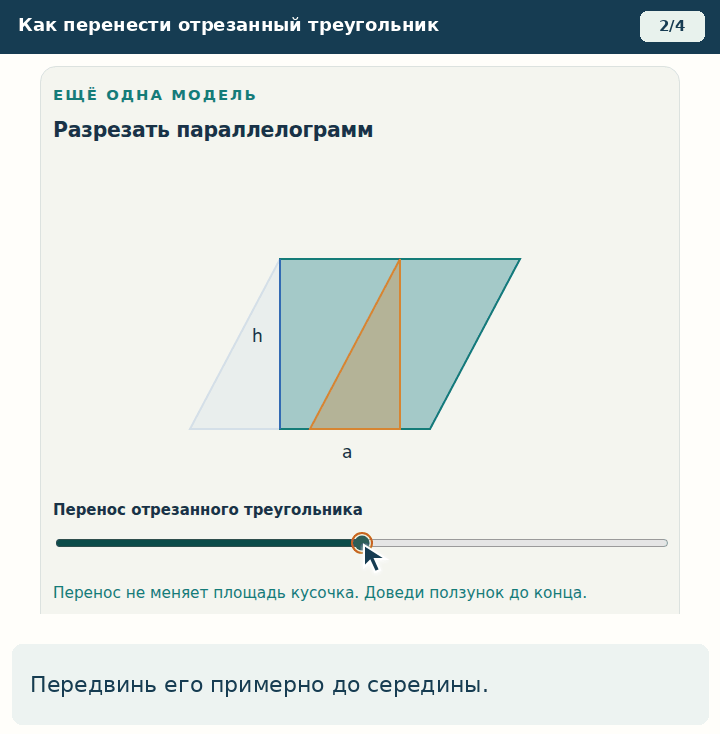 Как перенести отрезанный треугольник
2/4
ЕЩЁ ОДНА МОДЕЛЬ
Разрезать параллелограмм
h
a
Перенос отрезанного треугольника
Перенос не меняет площадь кусочка. Доведи ползунок до конца.
Передвинь его примерно до середины.